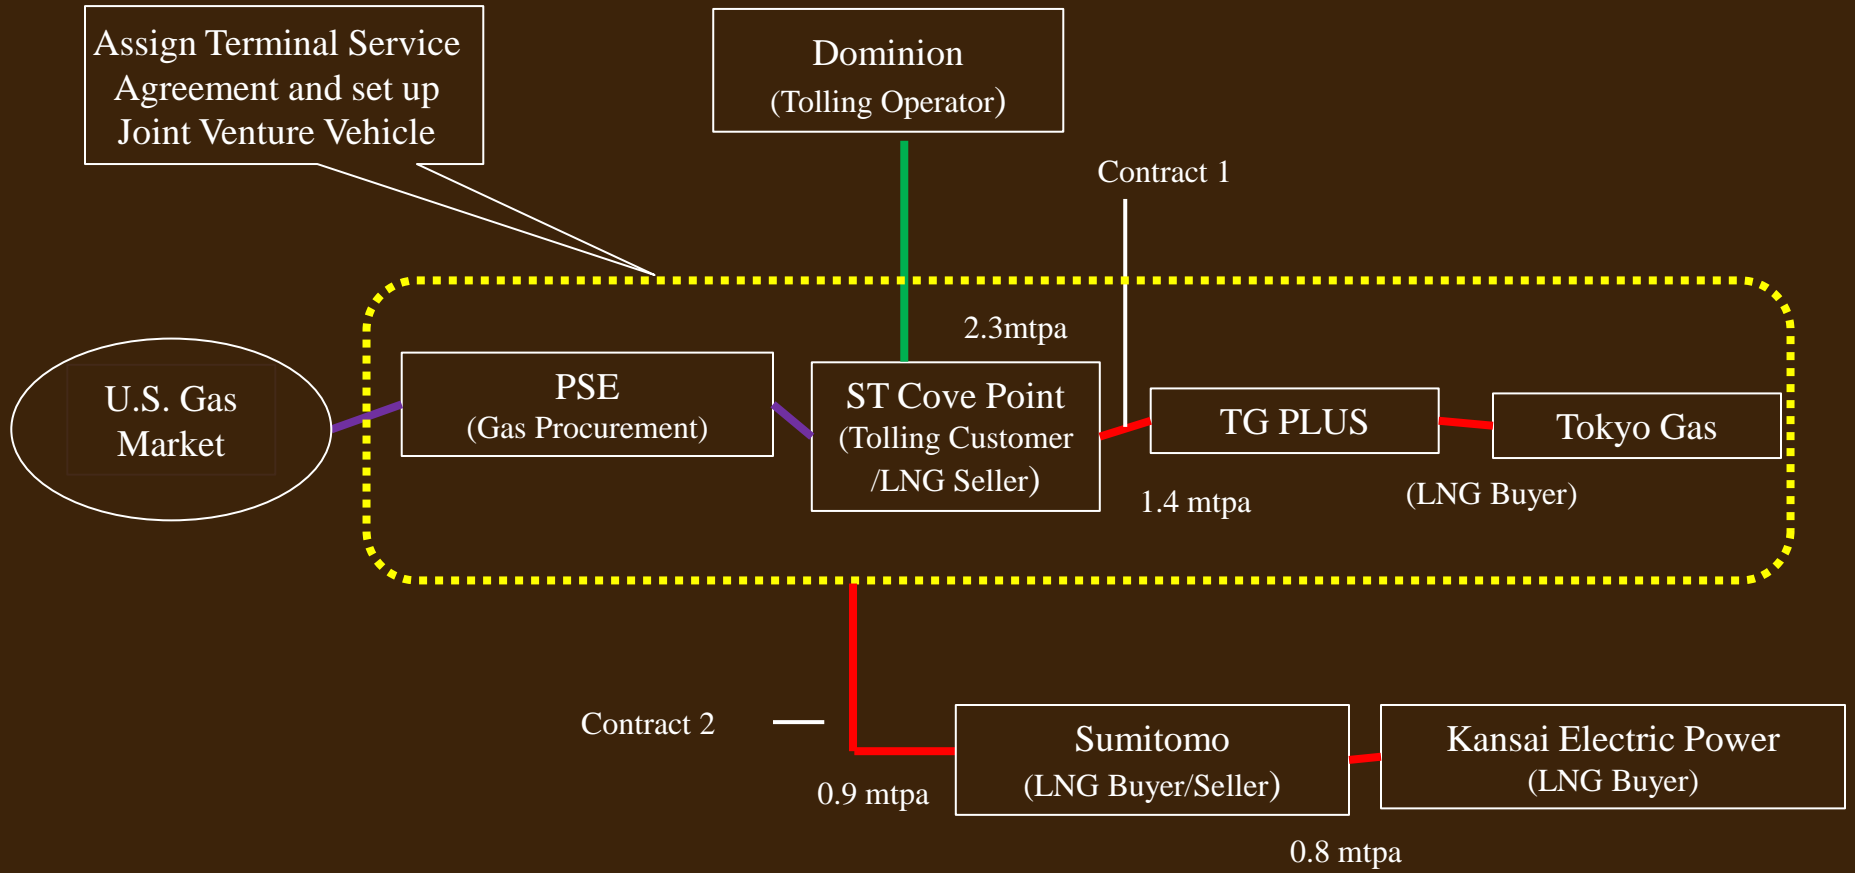 Assign Terminal Service
Agreement and set up
Joint Venture Vehicle
Dominion
(Tolling Operator)
Contract 1
2.3mtpa
U.S. Gas
Market
PSE
(Gas Procurement)
ST Cove Point
(Tolling Customer
/LNG Seller)
TG PLUS
Tokyo Gas
1.4 mtpa
(LNG Buyer)
Contract 2
0.9 mtpa
Sumitomo
(LNG Buyer/Seller)
Kansai Electric Power
(LNG Buyer)
0.8 mtpa